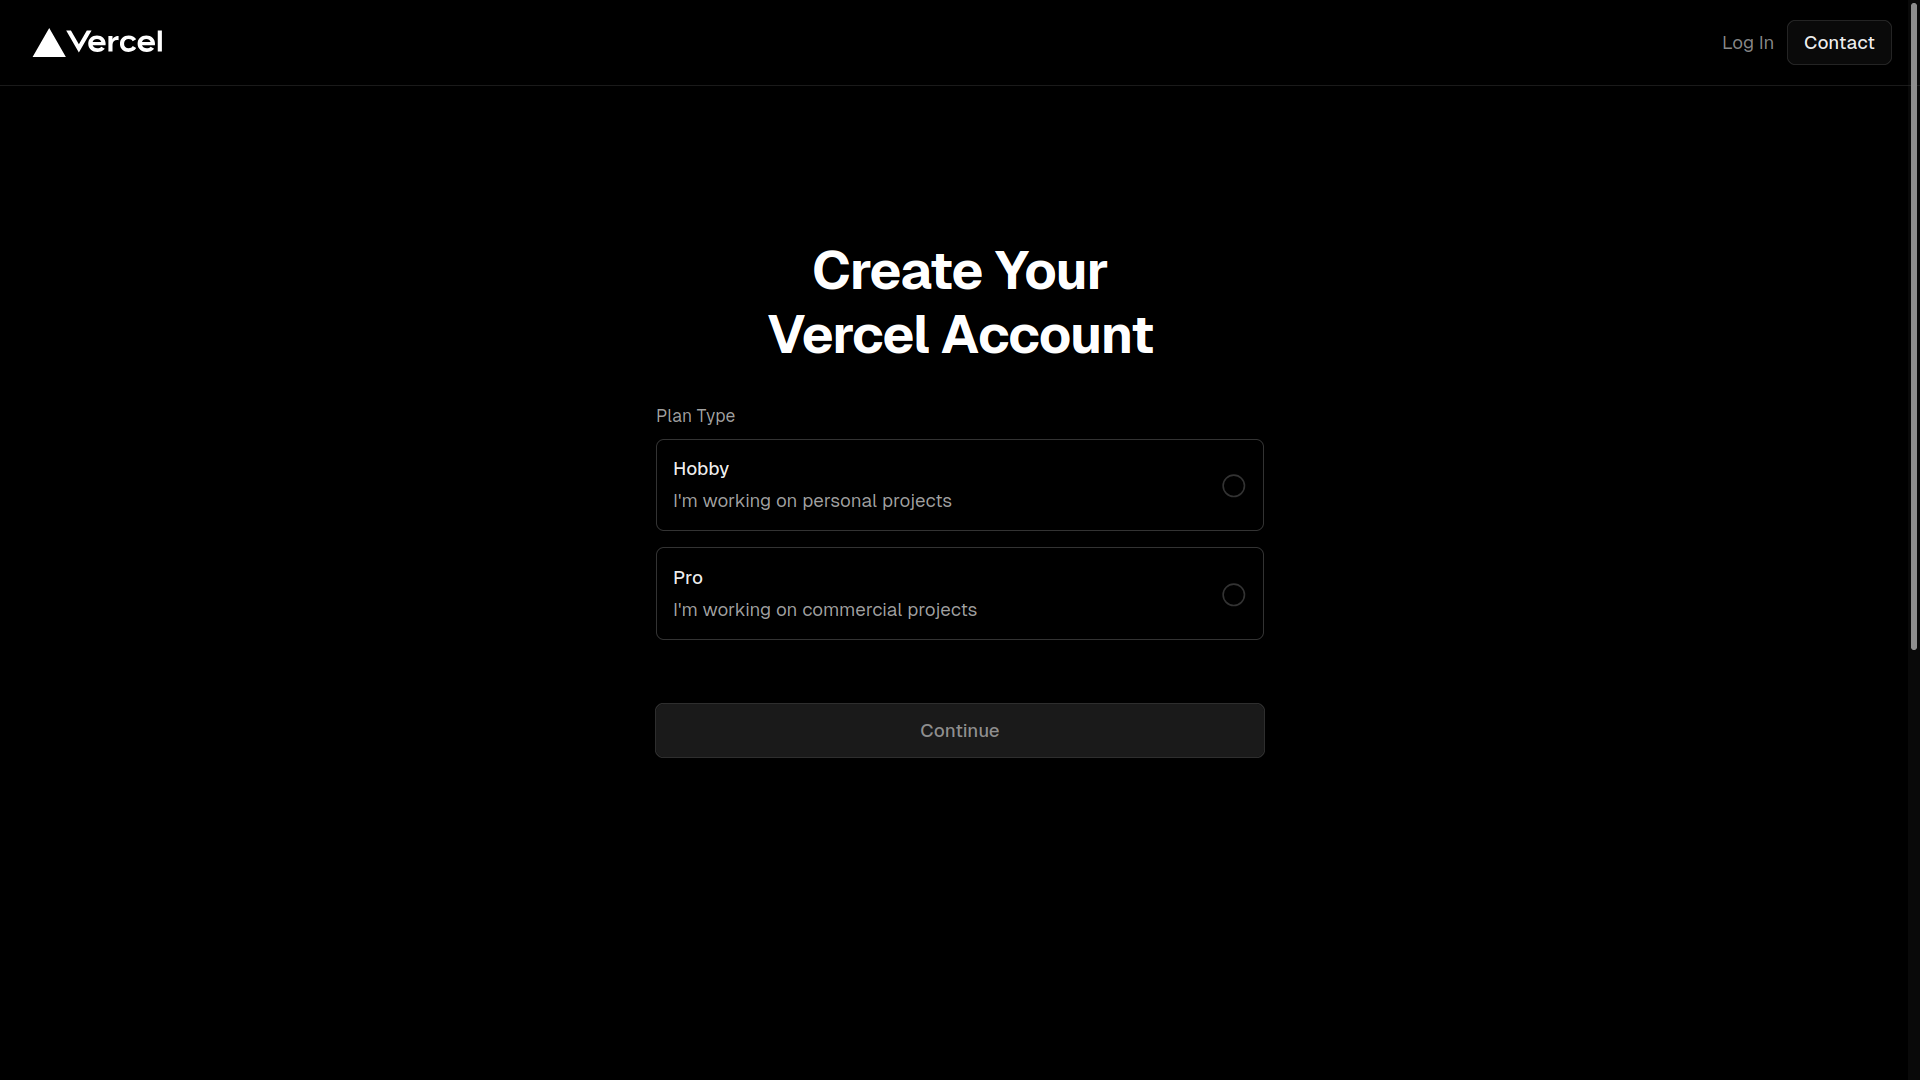 Vercel
Log In
Contact
Create Your
Vercel Account
Plan Type
Hobby
I'm working on personal projects
Pro
I'm working on commercial projects
Continue